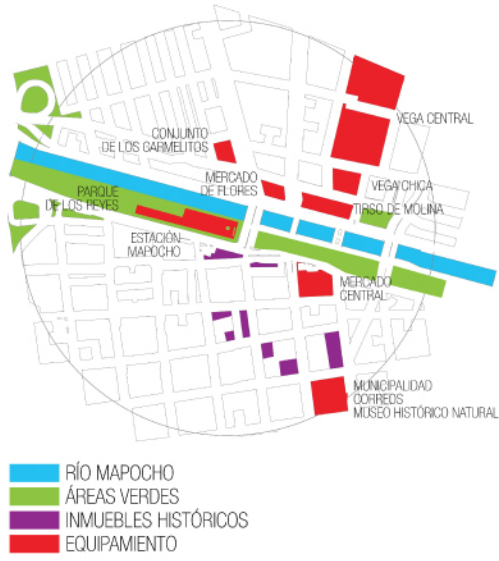 VEGA CENTRAL
CONJUNTO
DE LOS CARMELITOS
MERCADO
DE FLORES
VEGA CHICA
PARQUE
DE LOS REYES
TIRSO DE MOLINA
ESTACIÓN
MAPOCHO
MERCADO
CENTRAL
MUNICIPALIDAD
CORREOS
MUSEO HISTÓRICO NATURAL
RÍO MAPOCHO
ÁREAS VERDES
INMUEBLES HISTÓRICOS
EQUIPAMIENTO